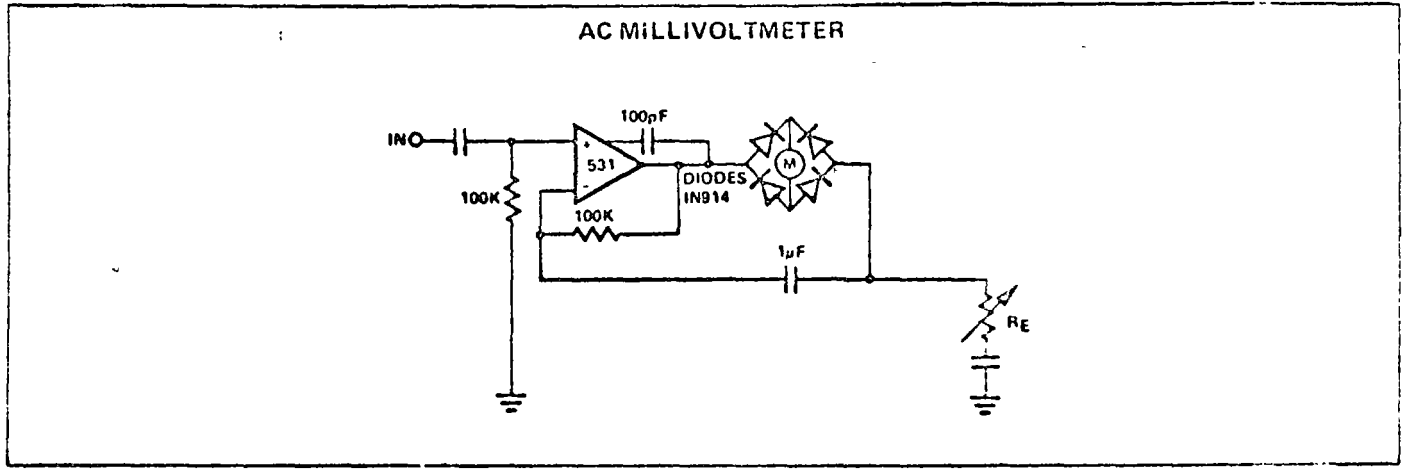 AC MILLIVOLTMETER
100pF
IN
+
531
-
M
DIODES
IN914
100K
100K
1µF
RE